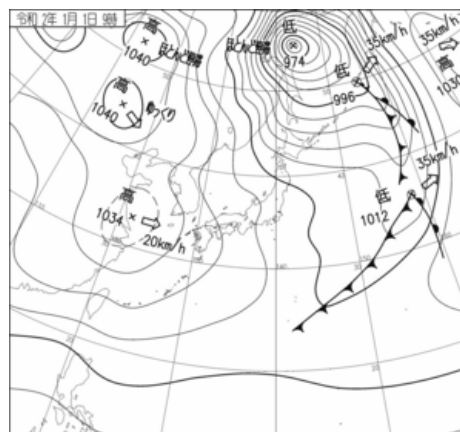 令和 2年 1月 1日 9時
高
1040
ほとんど停滞
ほとんど停滞
低
974
35km/h
35km/h
高
1030
低
996
高
1040
ゆっくり
35km/h
高
1034
20km/h
低
1012